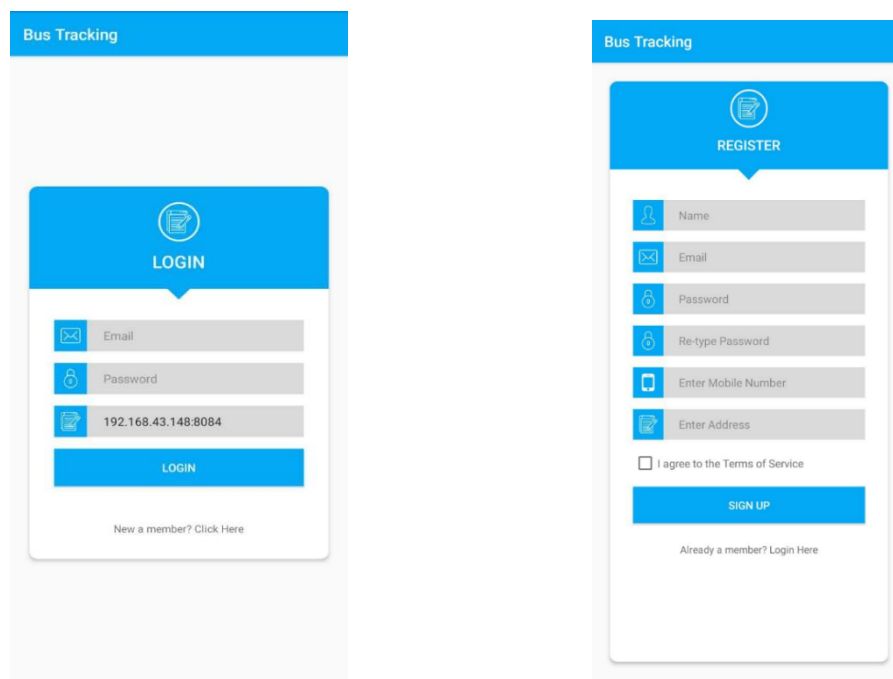 Bus Tracking
LOGIN
Email
Password
192.168.43.148:8084
LOGIN
New a member? Click Here
Bus Tracking
REGISTER
Name
Email
Password
Re-type Password
Enter Mobile Number
Enter Address
I agree to the Terms of Service
SIGN UP
Already a member? Login Here